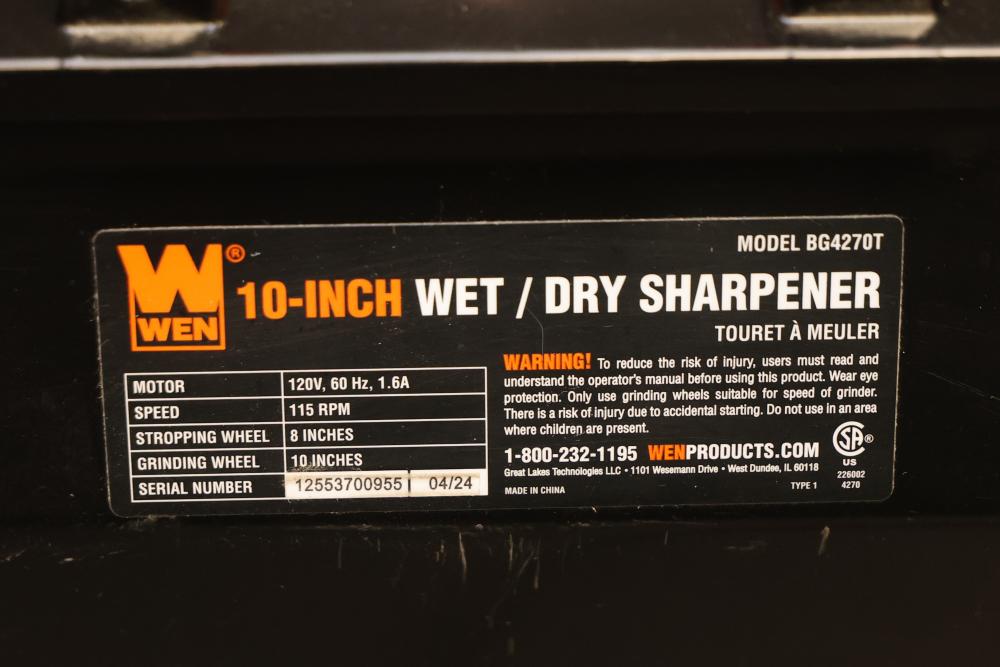 MODEL BG4270T
W®
WEN
10-INCH WET / DRY SHARPENER
TOURET À MEULER
MOTOR 120V, 60 Hz, 1.6A
SPEED 115 RPM
STROPPING WHEEL 8 INCHES
GRINDING WHEEL 10 INCHES
SERIAL NUMBER 12553700955 04/24
WARNING! To reduce the risk of injury, users must read and
understand the operator's manual before using this product. Wear eye
protection. Only use grinding wheels suitable for speed of grinder.
There is a risk of injury due to accidental starting. Do not use in an area
where children are present.
1-800-232-1195 WENPRODUCTS.COM
Great Lakes Technologies LLC • 1101 Wesemann Drive • West Dundee, IL 60118
MADE IN CHINA
TYPE 1
SA®
US
226002
4270